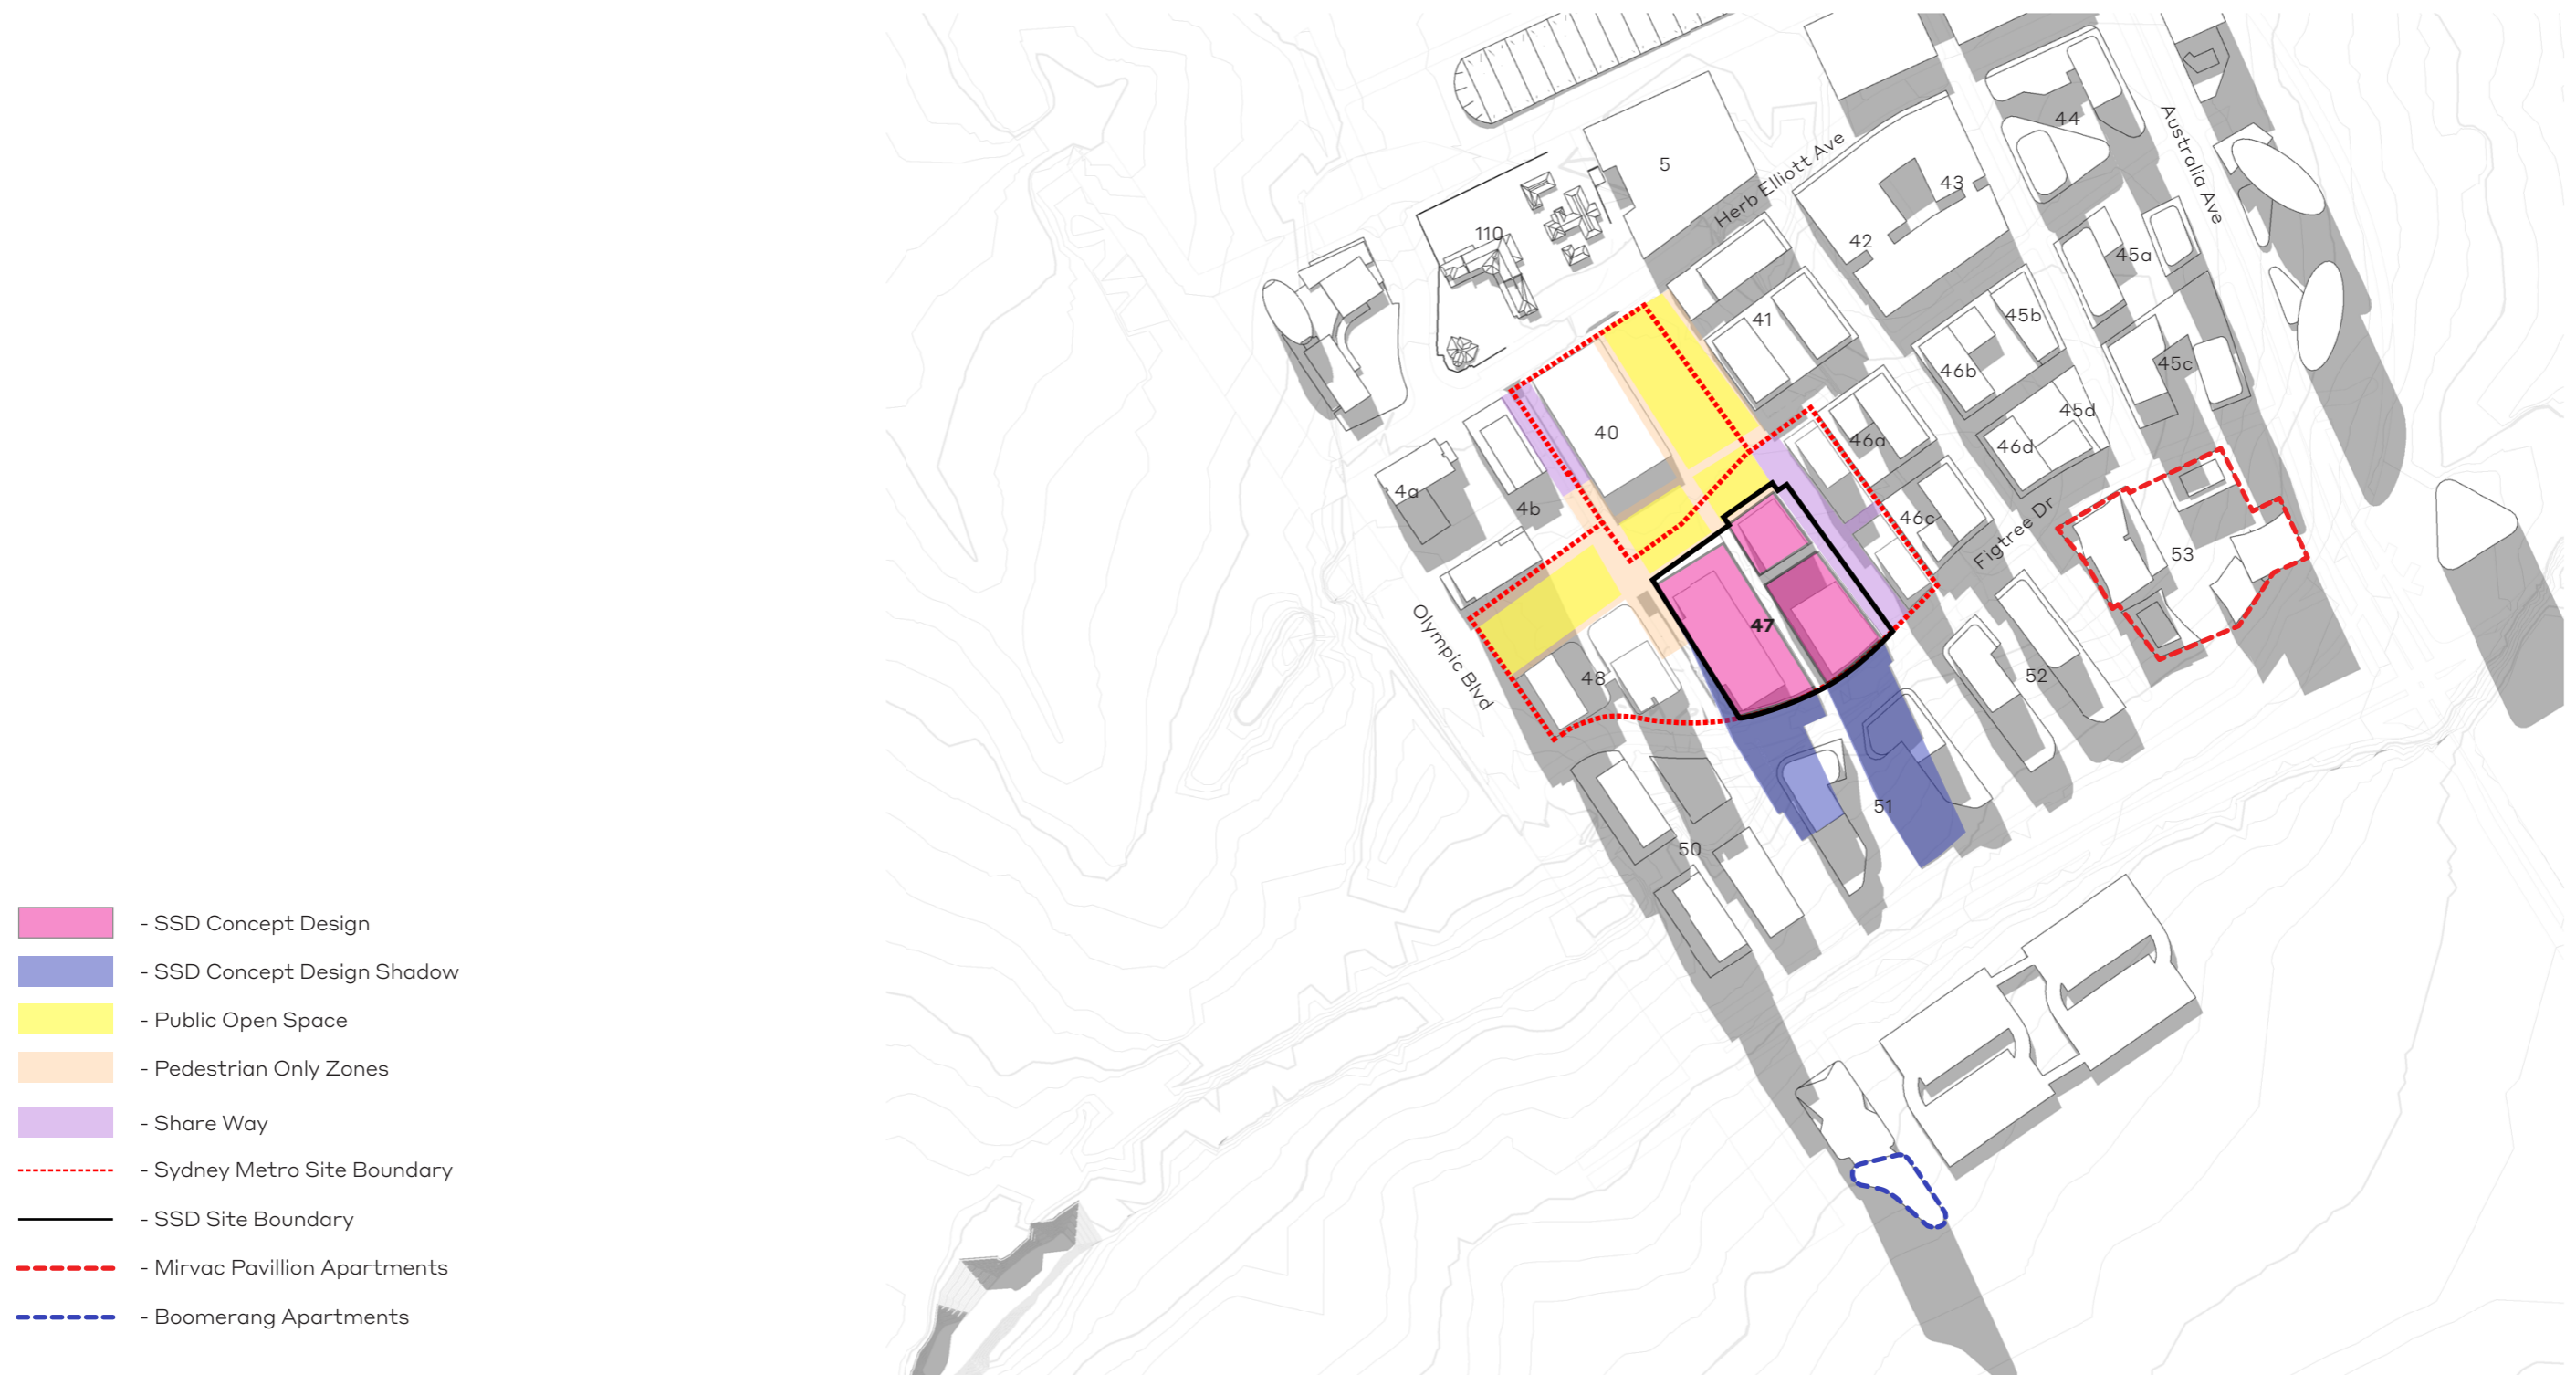 - SSD Concept Design
- SSD Concept Design Shadow
- Public Open Space
- Pedestrian Only Zones
- Share Way
- Sydney Metro Site Boundary
- SSD Site Boundary
- Mirvac Pavillion Apartments
- Boomerang Apartments
44
Australia Ave
5
Herb Elliott Ave
43
110
42
45a
45b
41
45c
46b
45d
40
46a
46d
4a
4b
46c
Figtree Dr
53
Olympic Blvd
47
48
52
51
50